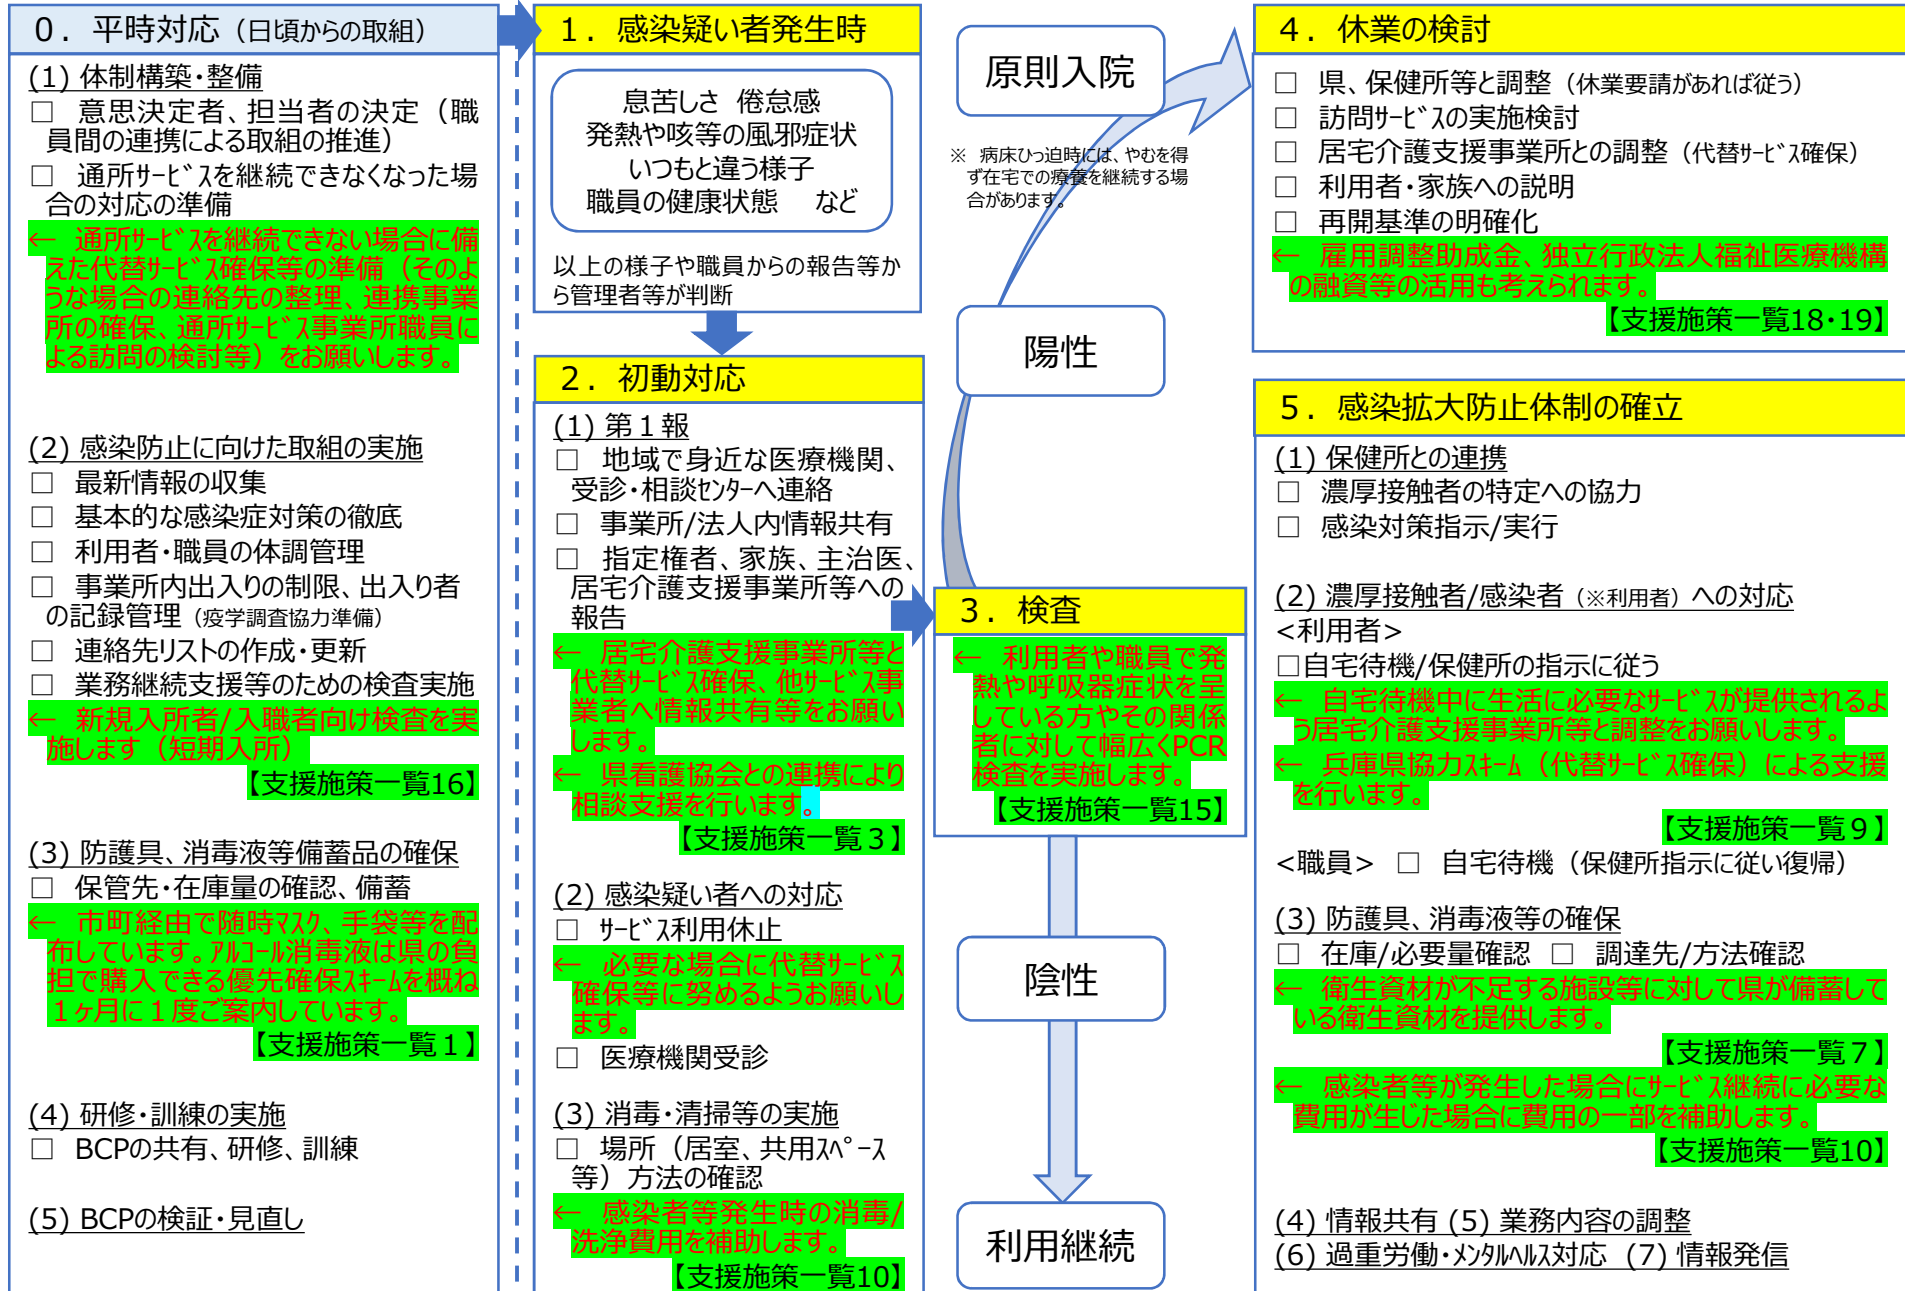 ０．平時対応（日頃からの取組）
(1) 体制構築・整備
□　意思決定者、担当者の決定（職
員間の連携による取組の推進）
□　通所ｻｰﾋﾞｽを継続できなくなった場
合の対応の準備
←　通所ｻｰﾋﾞｽを継続できない場合に備
えた代替ｻｰﾋﾞｽ確保等の準備（そのよ
うな場合の連絡先の整理、連携事業
所の確保、通所ｻｰﾋﾞｽ事業所職員に
よる訪問の検討等）をお願いします。
(2) 感染防止に向けた取組の実施
□　最新情報の収集
□　基本的な感染症対策の徹底
□　利用者・職員の体調管理
□　事業所内出入りの制限、出入り者
の記録管理（疫学調査協力準備）
□　連絡先リストの作成・更新
□　業務継続支援等のための検査実施
←　新規入所者/入職者向け検査を実
施します（短期入所）
【支援施策一覧16】
(3) 防護具、消毒液等備蓄品の確保
□　保管先・在庫量の確認、備蓄
←　市町経由で随時ﾏｽｸ、手袋等を配
布しています。ｱﾙｺｰﾙ消毒液は県の負
担で購入できる優先確保ｽｷｰﾑを概ね
１ヶ月に１度ご案内しています。
【支援施策一覧１】
(4) 研修・訓練の実施
□　BCPの共有、研修、訓練
(5) BCPの検証・見直し
１．感染疑い者発生時
息苦しさ　倦怠感
発熱や咳等の風邪症状
いつもと違う様子
職員の健康状態　など
以上の様子や職員からの報告等か
ら管理者等が判断
２．初動対応
(1) 第１報
□　地域で身近な医療機関、
受診・相談ｾﾝﾀｰへ連絡
□　事業所/法人内情報共有
□　指定権者、家族、主治医、
居宅介護支援事業所等への
報告
←　居宅介護支援事業所等と
代替ｻｰﾋﾞｽ確保、他ｻｰﾋﾞｽ事
業者へ情報共有等をお願い
します。
←　県看護協会との連携により
相談支援を行います。
【支援施策一覧３】
(2) 感染疑い者への対応
□　ｻｰﾋﾞｽ利用休止
←　必要な場合に代替ｻｰﾋﾞｽ
確保等に努めるようお願いし
ます。
□　医療機関受診
(3) 消毒・清掃等の実施
□　場所（居室、共用ｽﾍﾟｰｽ
等）方法の確認
←　感染者等発生時の消毒/
洗浄費用を補助します。
【支援施策一覧10】
原則入院
※　病床ひっ迫時には、やむを得
ず在宅での療養を継続する場
合があります。
陽性
３．検査
←　利用者や職員で発
熱や呼吸器症状を呈
している方やその関係
者に対して幅広くPCR
検査を実施します。
【支援施策一覧15】
陰性
利用継続
４．休業の検討
□　県、保健所等と調整（休業要請があれば従う）
□　訪問ｻｰﾋﾞｽの実施検討
□　居宅介護支援事業所との調整（代替ｻｰﾋﾞｽ確保）
□　利用者・家族への説明
□　再開基準の明確化
←　雇用調整助成金、独立行政法人福祉医療機構
の融資等の活用も考えられます。
【支援施策一覧18・19】
５．感染拡大防止体制の確立
(1) 保健所との連携
□　濃厚接触者の特定への協力
□　感染対策指示/実行
(2) 濃厚接触者/感染者（※利用者）への対応
<利用者>
□自宅待機/保健所の指示に従う
←　自宅待機中に生活に必要なｻｰﾋﾞｽが提供されるよ
う居宅介護支援事業所等と調整をお願いします。
←　兵庫県協力ｽｷｰﾑ（代替ｻｰﾋﾞｽ確保）による支援
を行います。
【支援施策一覧９】
<職員>　□　自宅待機（保健所指示に従い復帰）
(3) 防護具、消毒液等の確保
□　在庫/必要量確認　□　調達先/方法確認
←　衛生資材が不足する施設等に対して県が備蓄して
いる衛生資材を提供します。
【支援施策一覧７】
←　感染者等が発生した場合にｻｰﾋﾞｽ継続に必要な
費用が生じた場合に費用の一部を補助します。
【支援施策一覧10】
(4) 情報共有 (5) 業務内容の調整
(6) 過重労働・ﾒﾝﾀﾙﾍﾙｽ対応　(7) 情報発信